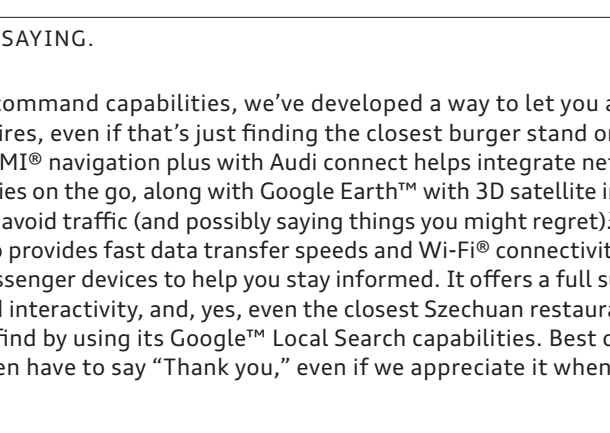 SAYING.
command capabilities, we’ve developed a way to let you a
ires, even if that’s just finding the closest burger stand or
MI® navigation plus with Audi connect helps integrate ne
ies on the go, along with Google Earth™ with 3D satellite i
avoid traffic (and possibly saying things you might regret)
provides fast data transfer speeds and Wi-Fi® connectivit
ssenger devices to help you stay informed. It offers a full s
interactivity, and, yes, even the closest Szechuan restaura
find by using its Google™ Local Search capabilities. Best o
en have to say “Thank you,” even if we appreciate it when